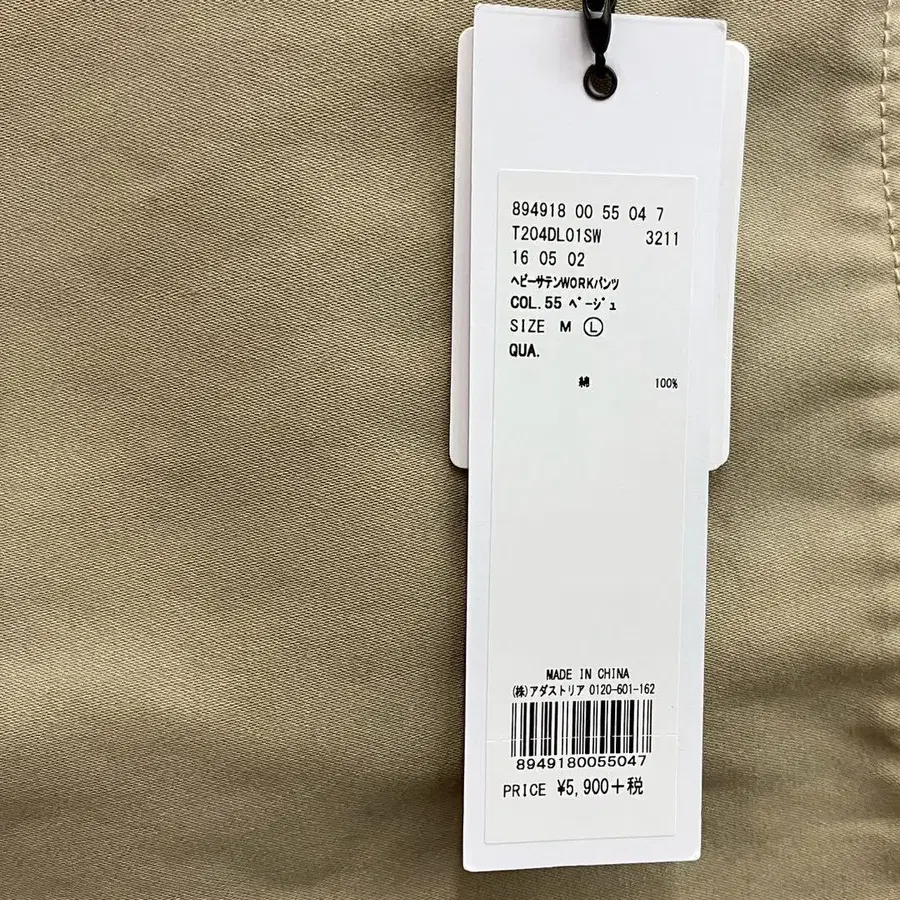 894918 00 55 04 7
T204DL01SW 3211
16 05 02
ヘビーサテンWORKパンツ
COL.55 ベージュ
SIZE M Ⓛ
QUA.
綿 100%
MADE IN CHINA
(株)アダストリア 0120-601-162
8949180055047
PRICE ¥5,900+税